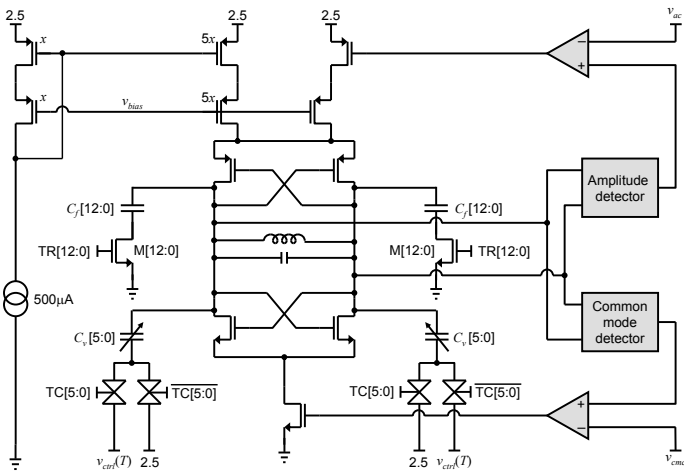 2.5 2.5 2.5 v_ac
x 5x − +
x v_bias 5x
Amplitude detector
C_f[12:0] C_f[12:0]
TR[12:0] M[12:0] M[12:0] TR[12:0]
500μA
Common mode detector
C_v[5:0] C_v[5:0]
TC[5:0] T̅C̅[̅5̅:̅0̅]̅ TC[5:0] T̅C̅[̅5̅:̅0̅]̅
+ −
v_ctrl(T) 2.5 2.5 v_ctrl(T) v_cmc